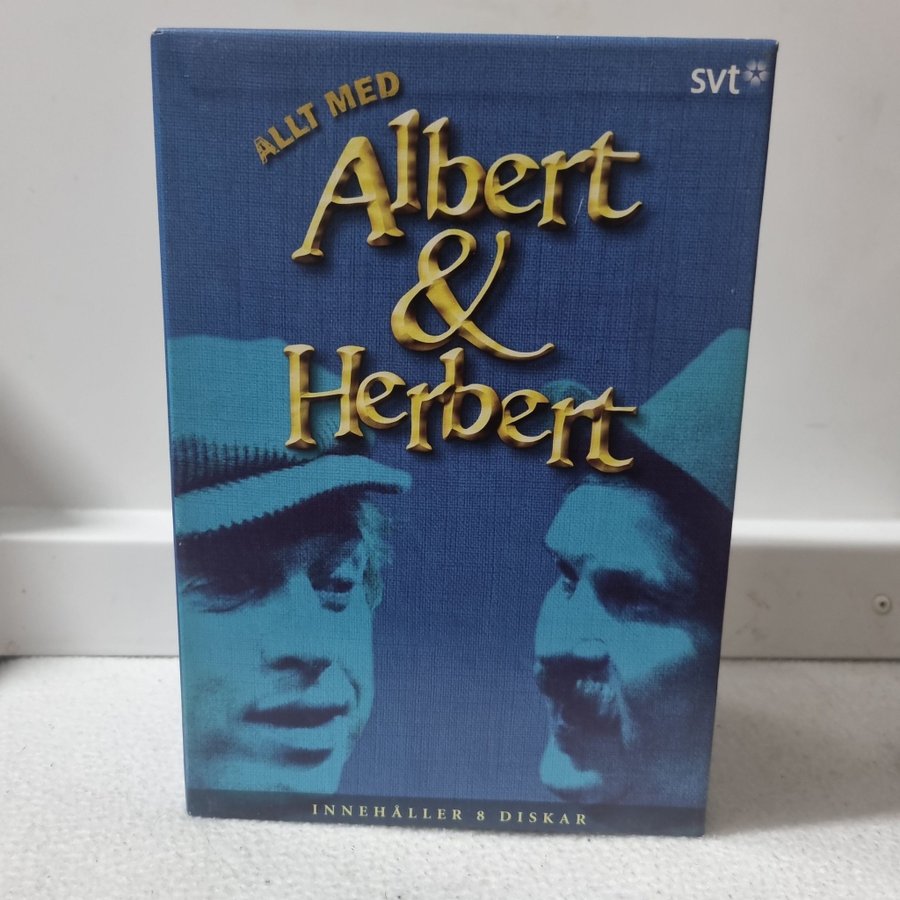 ALLT MED
svt
Albert
&
Herbert
INNEHÅLLER 8 DISKAR